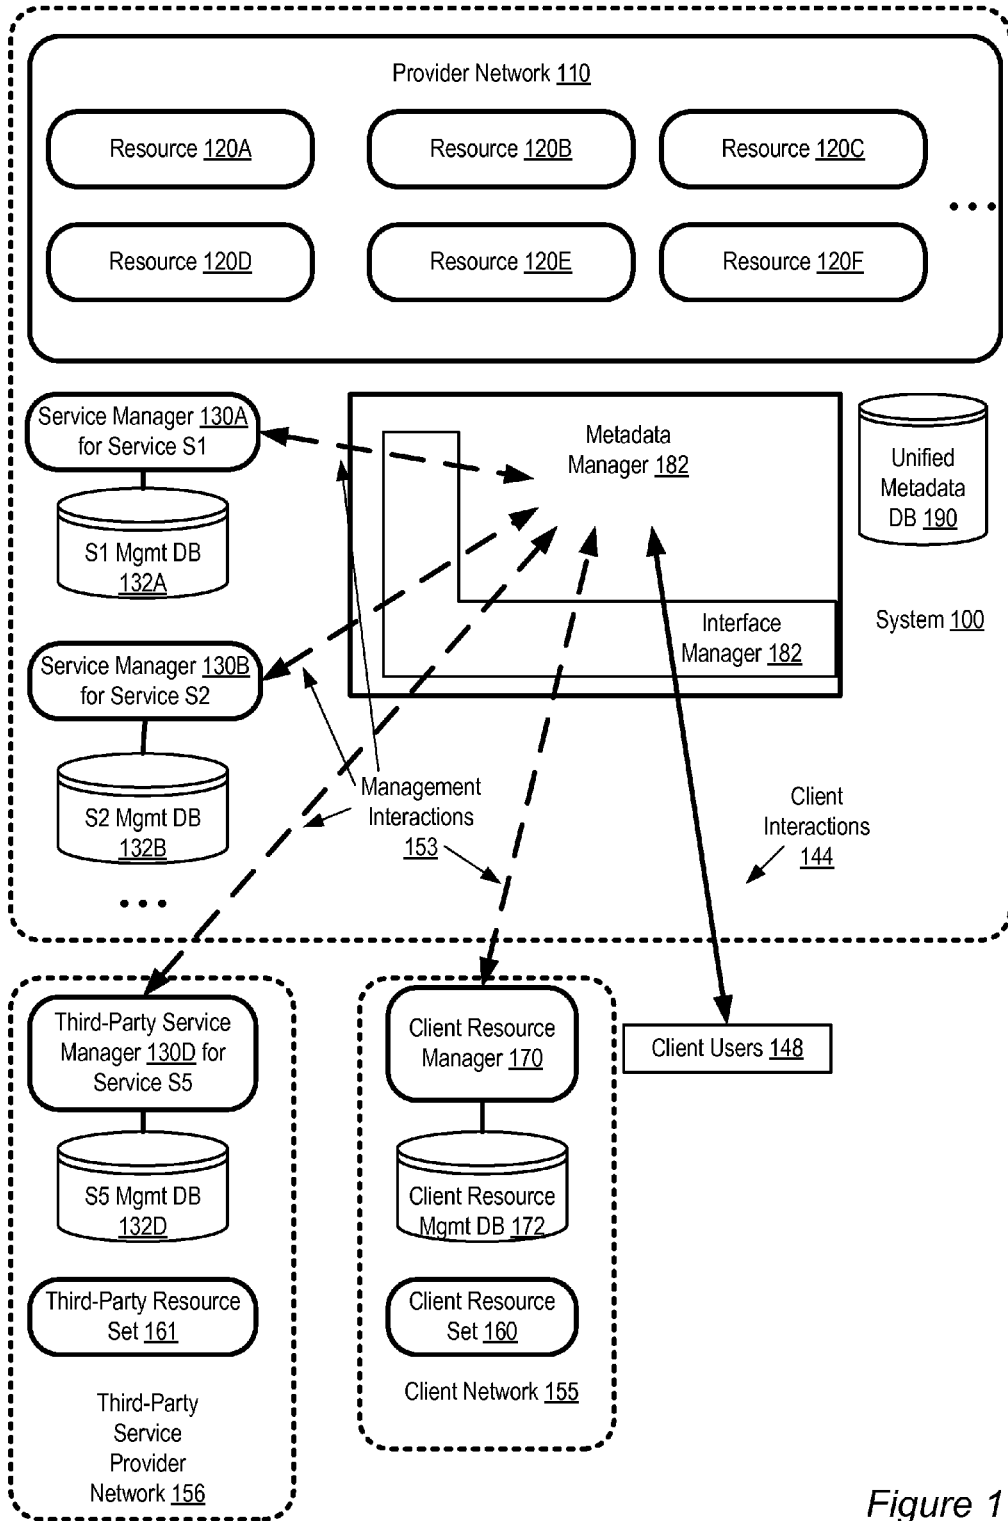 Provider Network 110
Resource 120A
Resource 120B
Resource 120C
...
Resource 120D
Resource 120E
Resource 120F
Service Manager 130A
for Service S1
S1 Mgmt DB
132A
Metadata
Manager 182
Unified
Metadata
DB 190
Interface
Manager 182
System 100
Service Manager 130B
for Service S2
S2 Mgmt DB
132B
...
Management
Interactions
153
Client
Interactions
144
Third-Party Service
Manager 130D for
Service S5
S5 Mgmt DB
132D
Third-Party Resource
Set 161
Third-Party
Service
Provider
Network 156
Client Resource
Manager 170
Client Resource
Mgmt DB 172
Client Resource
Set 160
Client Network 155
Client Users 148
Figure 1